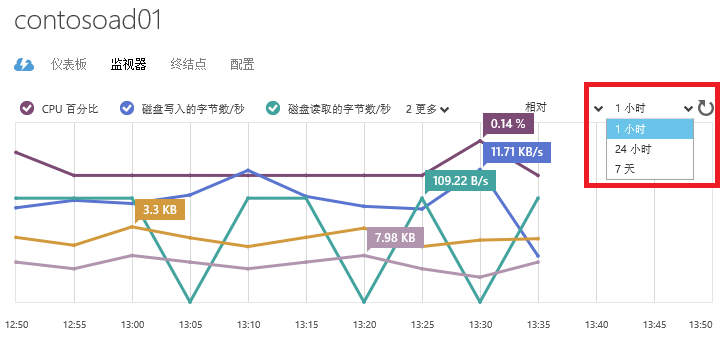 contosoad01
仪表板 监视器 终结点 配置
CPU 百分比 磁盘写入的字节数/秒 磁盘读取的字节数/秒 2 更多 相对 1 小时
1 小时
24 小时
7 天
0.14 %
11.71 KB/s
109.22 B/s
3.3 KB
7.98 KB
12:50 12:55 13:00 13:05 13:10 13:15 13:20 13:25 13:30 13:35 13:40 13:45 13:50